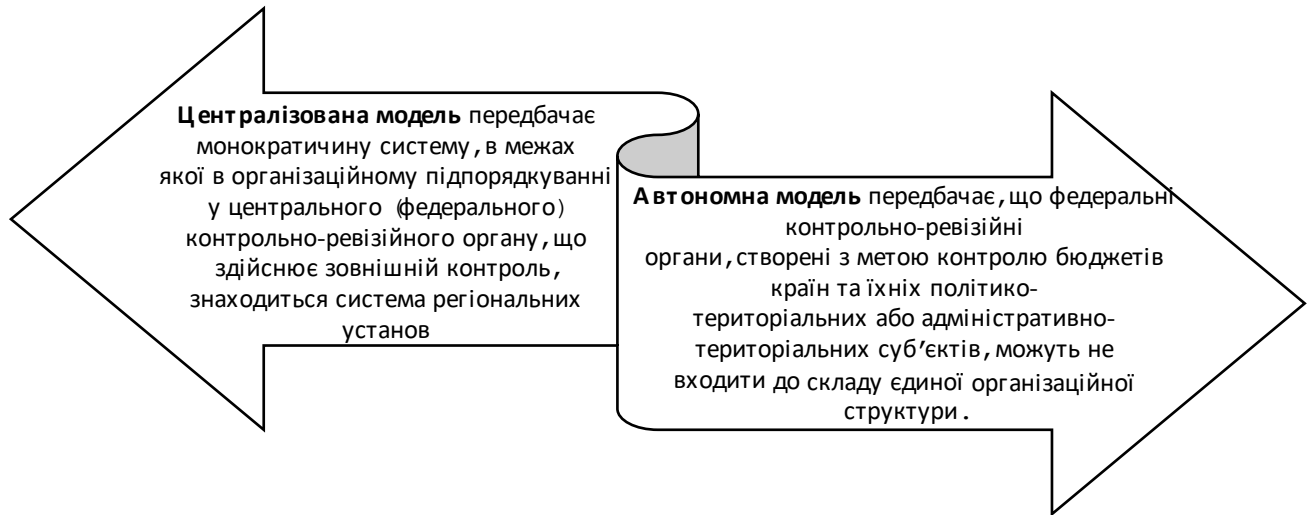 Централізована модель передбачає
монократичину систему, в межах
якої в організаційному підпорядкуванні
у центрального (федерального)
контрольно-ревізійного органу, що
здійснює зовнішній контроль,
знаходиться система регіональних
установ
Автономна модель передбачає, що федеральні
контрольно-ревізійні
органи, створені з метою контролю бюджетів
країн та їхніх політико-
територіальних або адміністративно-
територіальних суб’єктів, можуть не
входити до складу єдиної організаційної
структури.